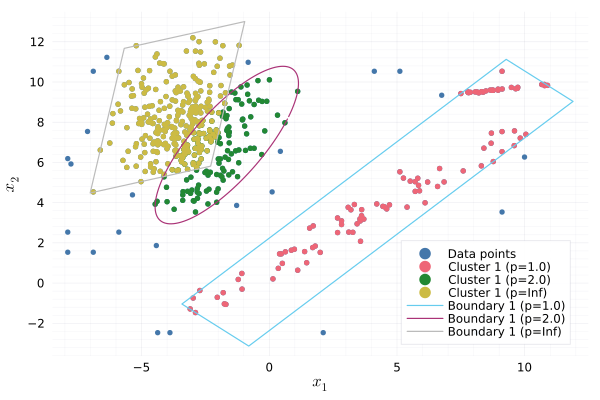 12
10
8
6
4
2
0
−2
x₂
−5
0
5
10
x₁
Data points
Cluster 1 (p=1.0)
Cluster 1 (p=2.0)
Cluster 1 (p=Inf)
Boundary 1 (p=1.0)
Boundary 1 (p=2.0)
Boundary 1 (p=Inf)